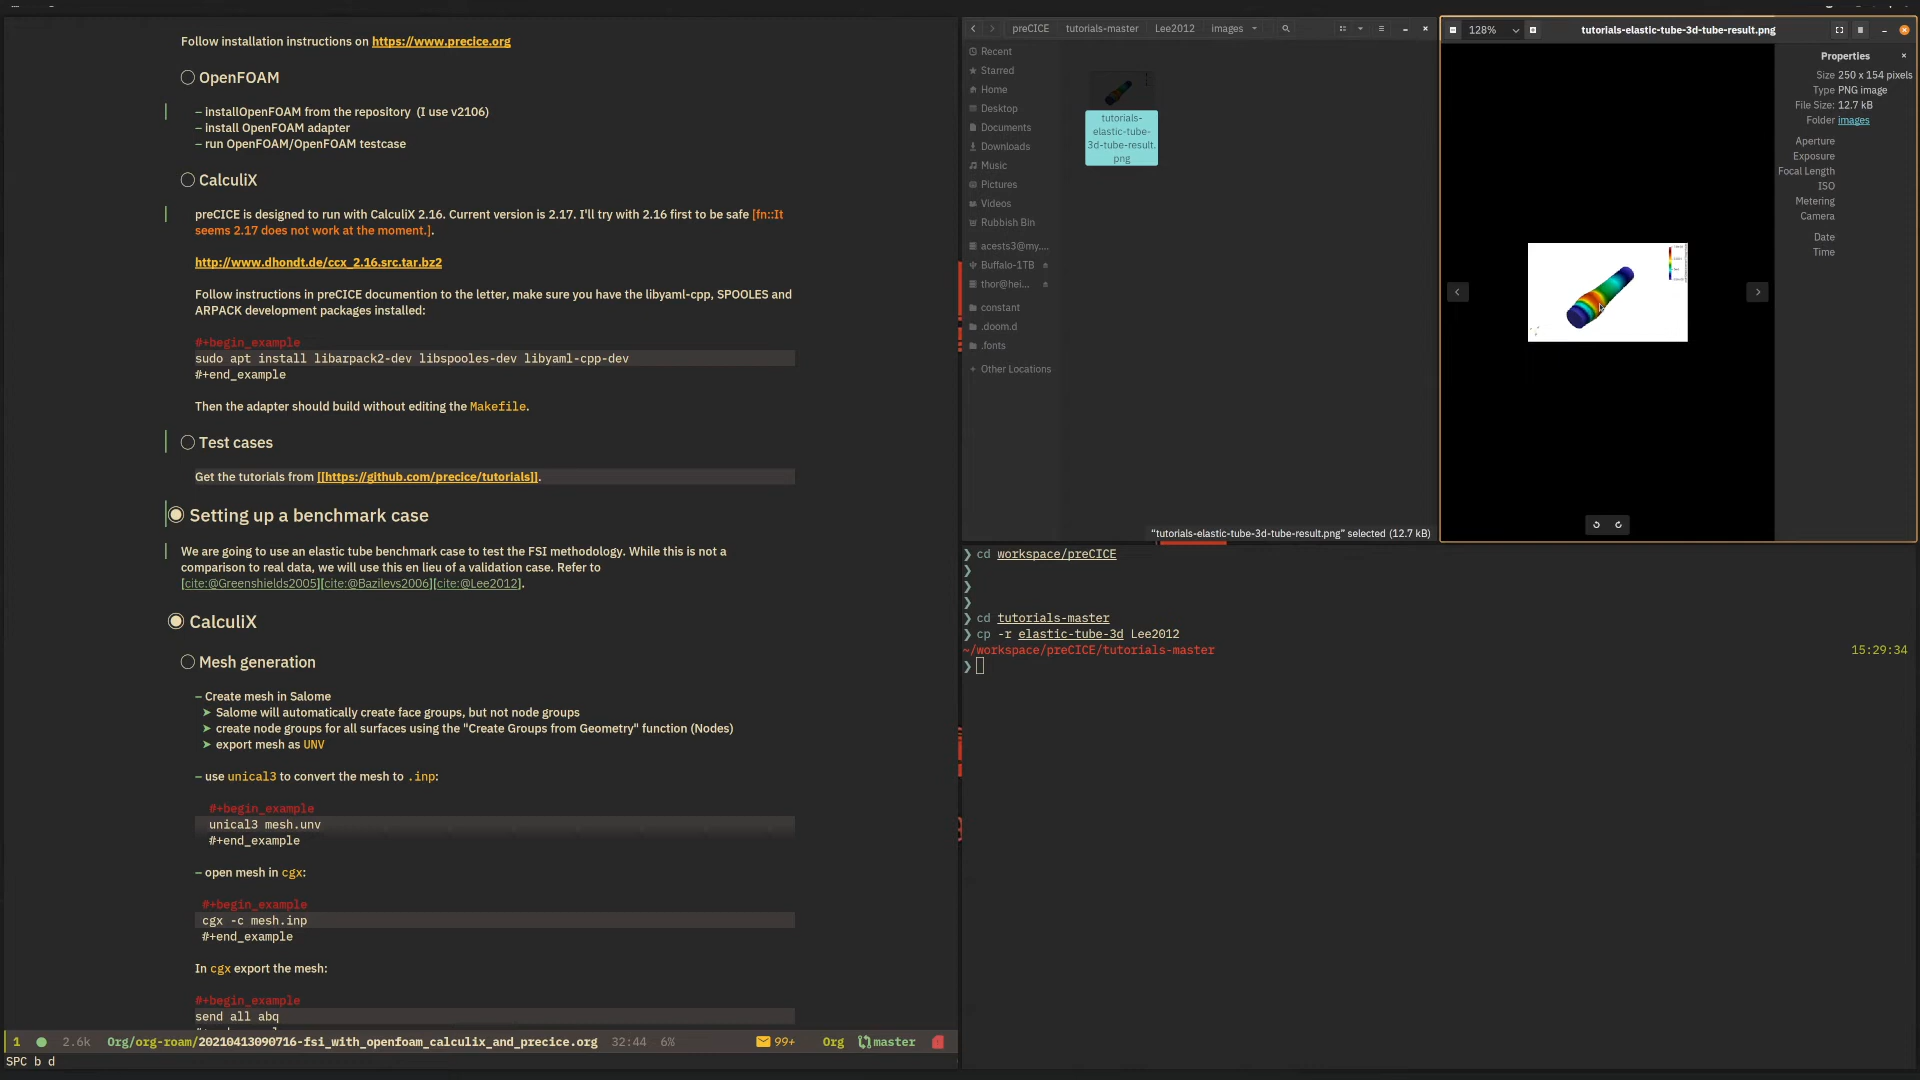 Follow installation instructions on https://www.precice.org
OpenFOAM
– installOpenFOAM from the repository (I use v2106)
– install OpenFOAM adapter
– run OpenFOAM/OpenFOAM testcase
CalculiX
preCICE is designed to run with CalculiX 2.16. Current version is 2.17. I'll try with 2.16 first to be safe [fn::It
seems 2.17 does not work at the moment.].
http://www.dhondt.de/ccx_2.16.src.tar.bz2
Follow instructions in preCICE documention to the letter, make sure you have the libyaml-cpp, SPOOLES and
ARPACK development packages installed:
#+begin_example
sudo apt install libarpack2-dev libspooles-dev libyaml-cpp-dev
#+end_example
Then the adapter should build without editing the Makefile.
Test cases
Get the tutorials from [[https://github.com/precice/tutorials]].
Setting up a benchmark case
We are going to use an elastic tube benchmark case to test the FSI methodology. While this is not a
comparison to real data, we will use this en lieu of a validation case. Refer to
[cite:@Greenshields2005][cite:@Bazilevs2006][cite:@Lee2012].
CalculiX
Mesh generation
– Create mesh in Salome
➤ Salome will automatically create face groups, but not node groups
➤ create node groups for all surfaces using the "Create Groups from Geometry" function (Nodes)
➤ export mesh as UNV
– use unical3 to convert the mesh to .inp:
#+begin_example
unical3 mesh.unv
#+end_example
– open mesh in cgx:
#+begin_example
cgx -c mesh.inp
#+end_example
In cgx export the mesh:
#+begin_example
send all abq
1 2.6k Org/org-roam/20210413090716-fsi_with_openfoam_calculix_and_precice.org 32:44 6% 99+ Org master
SPC b d
preCICE tutorials-master Lee2012 images
Recent
Starred
Home
Desktop
Documents
Downloads
Music
Pictures
Videos
Rubbish Bin
acests3@my....
Buffalo-1TB
thor@hei...
constant
.doom.d
.fonts
+ Other Locations
tutorials-
elastic-tube-
3d-tube-result.
png
"tutorials-elastic-tube-3d-tube-result.png" selected (12.7 kB)
128% tutorials-elastic-tube-3d-tube-result.png
Properties
Size 250 x 154 pixels
Type PNG image
File Size: 12.7 kB
Folder images
Aperture
Exposure
Focal Length
ISO
Metering
Camera
Date
Time
❯ cd workspace/preCICE
❯
❯
❯
❯ cd tutorials-master
❯ cp -r elastic-tube-3d Lee2012
~/workspace/preCICE/tutorials-master 15:29:34
❯